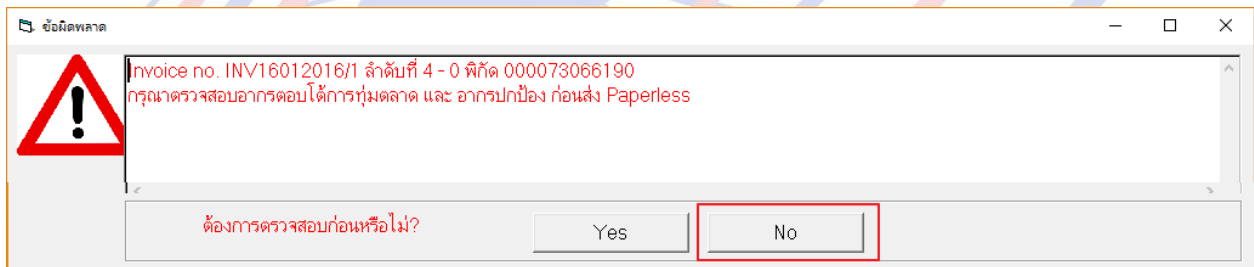 ข้อผิดพลาด
Invoice no. INV16012016/1 ลำดับที่ 4 - 0 พิกัด 000073066190
กรุณาตรวจสอบอากรตอบโต้การทุ่มตลาด และ อากรปกป้อง ก่อนส่ง Paperless
ต้องการตรวจสอบก่อนหรือไม่? Yes No